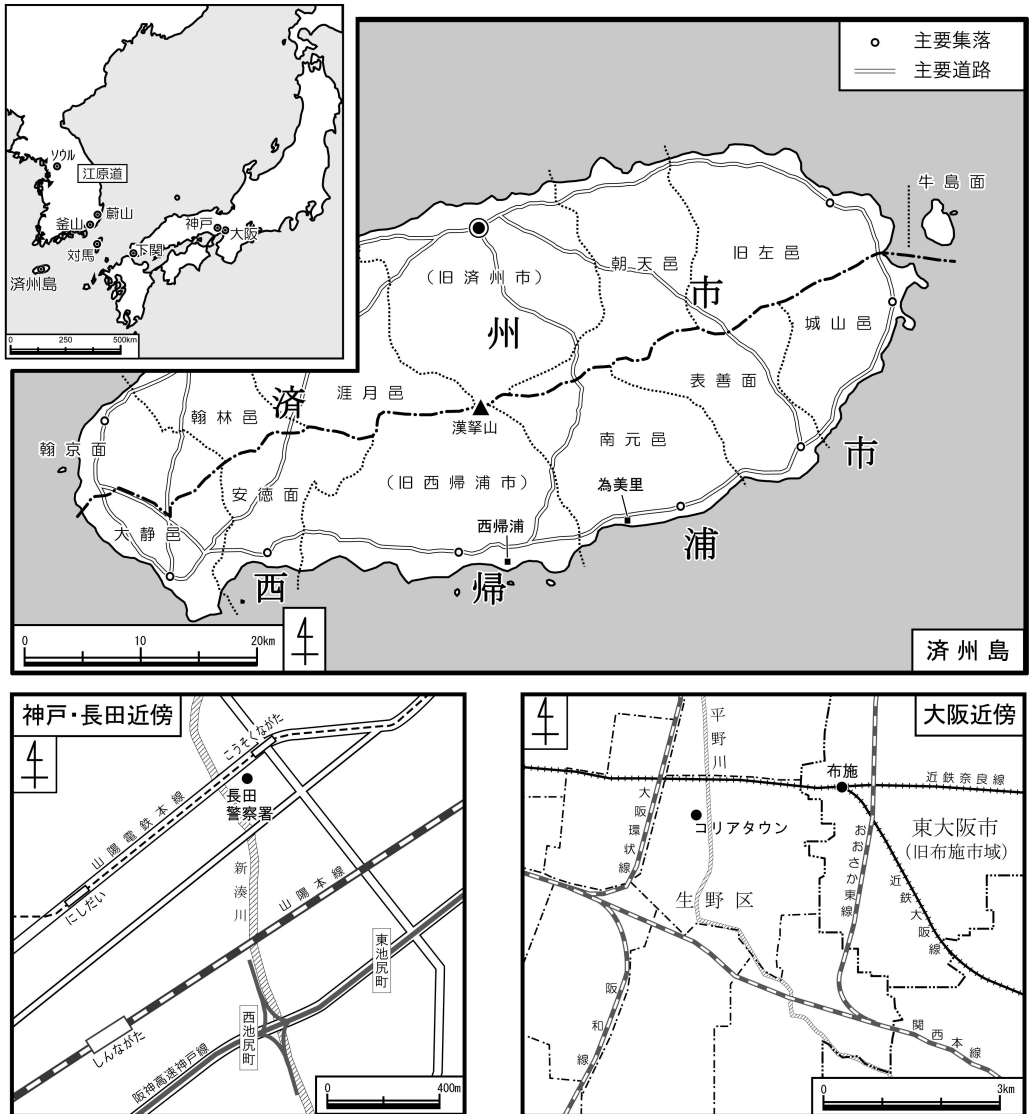 ソウル
江原道
蔚山
釜山
対馬
済州島
下関
神戸
大阪
0 250 500km
主要集落
主要道路
牛島面
旧左邑
朝天邑
(旧済州市)
城山邑
表善面
南元邑
涯月邑
翰林邑
翰京面
漢拏山
安徳面
大静邑
(旧西帰浦市)
為美里
西帰浦
済州市
西帰浦市
0 10 20km
済州島
神戸・長田近傍
こうそくながた
長田
警察署
山陽電鉄本線
にしだい
新湊川
山陽本線
東池尻町
西池尻町
しんながた
阪神高速神戸線
0 400m
大阪近傍
平野川
布施
近鉄奈良線
大阪環状線
コリアタウン
東大阪市
(旧布施市域)
おおさか東線
近鉄大阪線
生野区
阪和線
関西本線
0 3km